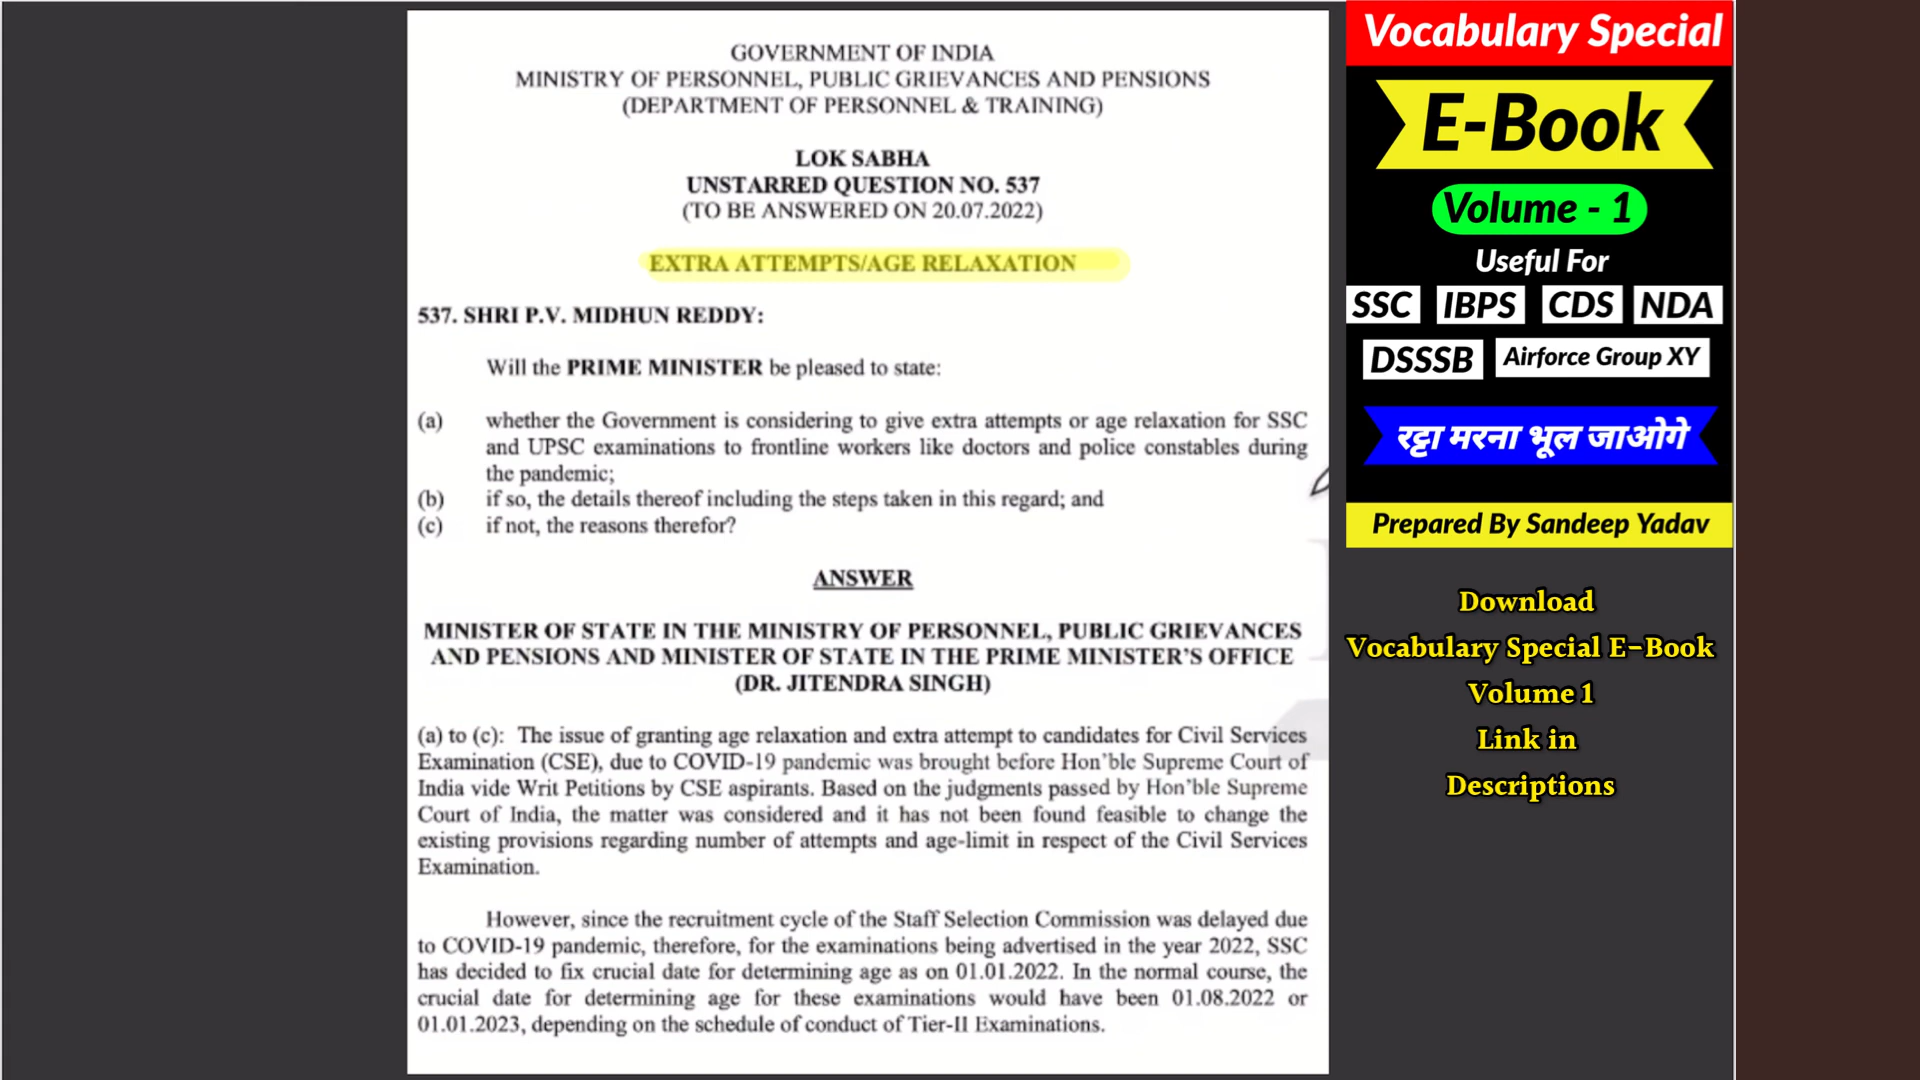 GOVERNMENT OF INDIA
MINISTRY OF PERSONNEL, PUBLIC GRIEVANCES AND PENSIONS
(DEPARTMENT OF PERSONNEL & TRAINING)
LOK SABHA
UNSTARRED QUESTION NO. 537
(TO BE ANSWERED ON 20.07.2022)
EXTRA ATTEMPTS/AGE RELAXATION
537. SHRI P.V. MIDHUN REDDY:
Will the PRIME MINISTER be pleased to state:
(a) whether the Government is considering to give extra attempts or age relaxation for SSC
and UPSC examinations to frontline workers like doctors and police constables during
the pandemic;
(b) if so, the details thereof including the steps taken in this regard; and
(c) if not, the reasons therefor?
ANSWER
MINISTER OF STATE IN THE MINISTRY OF PERSONNEL, PUBLIC GRIEVANCES
AND PENSIONS AND MINISTER OF STATE IN THE PRIME MINISTER'S OFFICE
(DR. JITENDRA SINGH)
(a) to (c): The issue of granting age relaxation and extra attempt to candidates for Civil Services
Examination (CSE), due to COVID-19 pandemic was brought before Hon'ble Supreme Court of
India vide Writ Petitions by CSE aspirants. Based on the judgments passed by Hon'ble Supreme
Court of India, the matter was considered and it has not been found feasible to change the
existing provisions regarding number of attempts and age-limit in respect of the Civil Services
Examination.
However, since the recruitment cycle of the Staff Selection Commission was delayed due
to COVID-19 pandemic, therefore, for the examinations being advertised in the year 2022, SSC
has decided to fix crucial date for determining age as on 01.01.2022. In the normal course, the
crucial date for determining age for these examinations would have been 01.08.2022 or
01.01.2023, depending on the schedule of conduct of Tier-II Examinations.
Vocabulary Special
E-Book
Volume - 1
Useful For
SSC IBPS CDS NDA
DSSSB Airforce Group XY
रट्टा मरना भूल जाओगे
Prepared By Sandeep Yadav
Download
Vocabulary Special E-Book
Volume 1
Link in
Descriptions